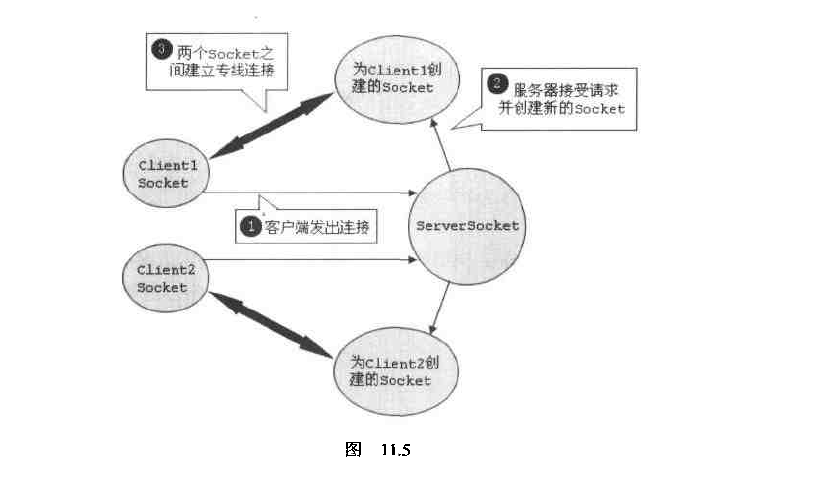 ❸ 两个Socket之
间建立专线连接
为Client1创
建的Socket
❷ 服务器接受请求
并创建新的Socket
Client1
Socket
❶ 客户端发出连接
ServerSocket
Client2
Socket
为Client2创
建的Socket
图 11.5